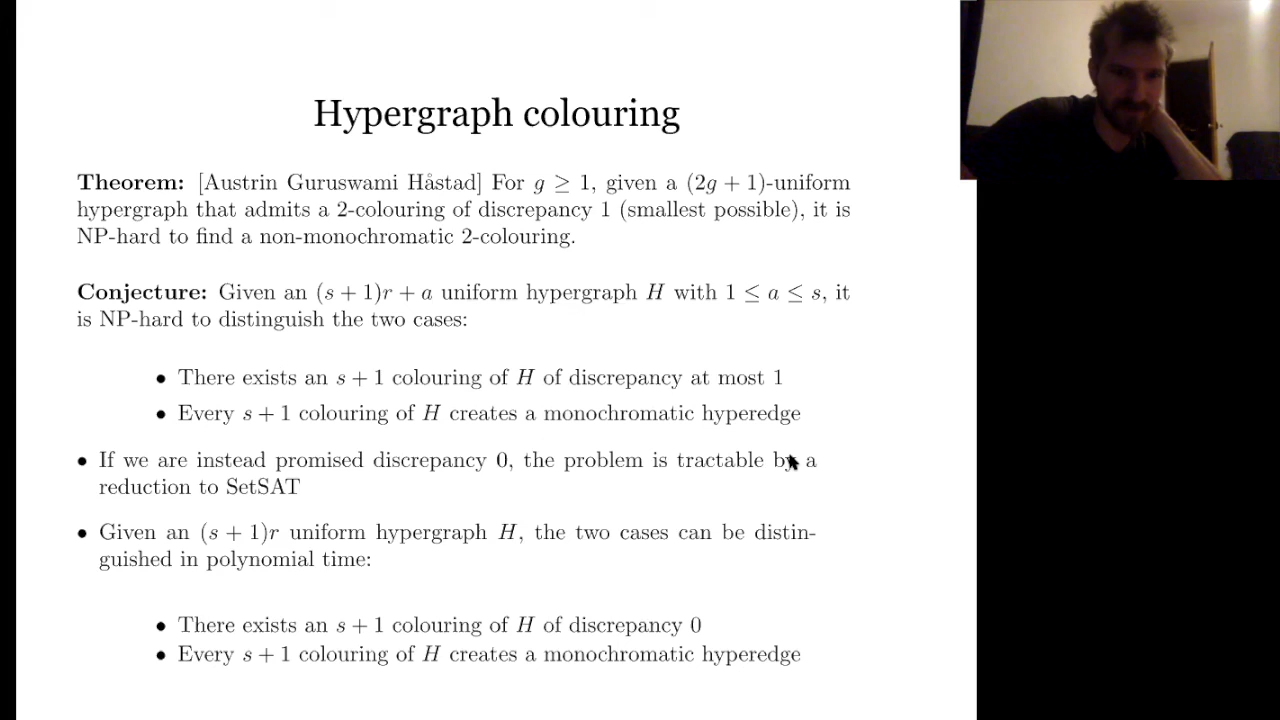 Hypergraph colouring
Theorem: [Austrin Guruswami Håstad] For g ≥ 1, given a (2g + 1)-uniform
hypergraph that admits a 2-colouring of discrepancy 1 (smallest possible), it is
NP-hard to find a non-monochromatic 2-colouring.
Conjecture: Given an (s + 1)r + a uniform hypergraph H with 1 ≤ a ≤ s, it
is NP-hard to distinguish the two cases:
• There exists an s + 1 colouring of H of discrepancy at most 1
• Every s + 1 colouring of H creates a monochromatic hyperedge
• If we are instead promised discrepancy 0, the problem is tractable by a
reduction to SetSAT
• Given an (s + 1)r uniform hypergraph H, the two cases can be distin-
guished in polynomial time:
• There exists an s + 1 colouring of H of discrepancy 0
• Every s + 1 colouring of H creates a monochromatic hyperedge